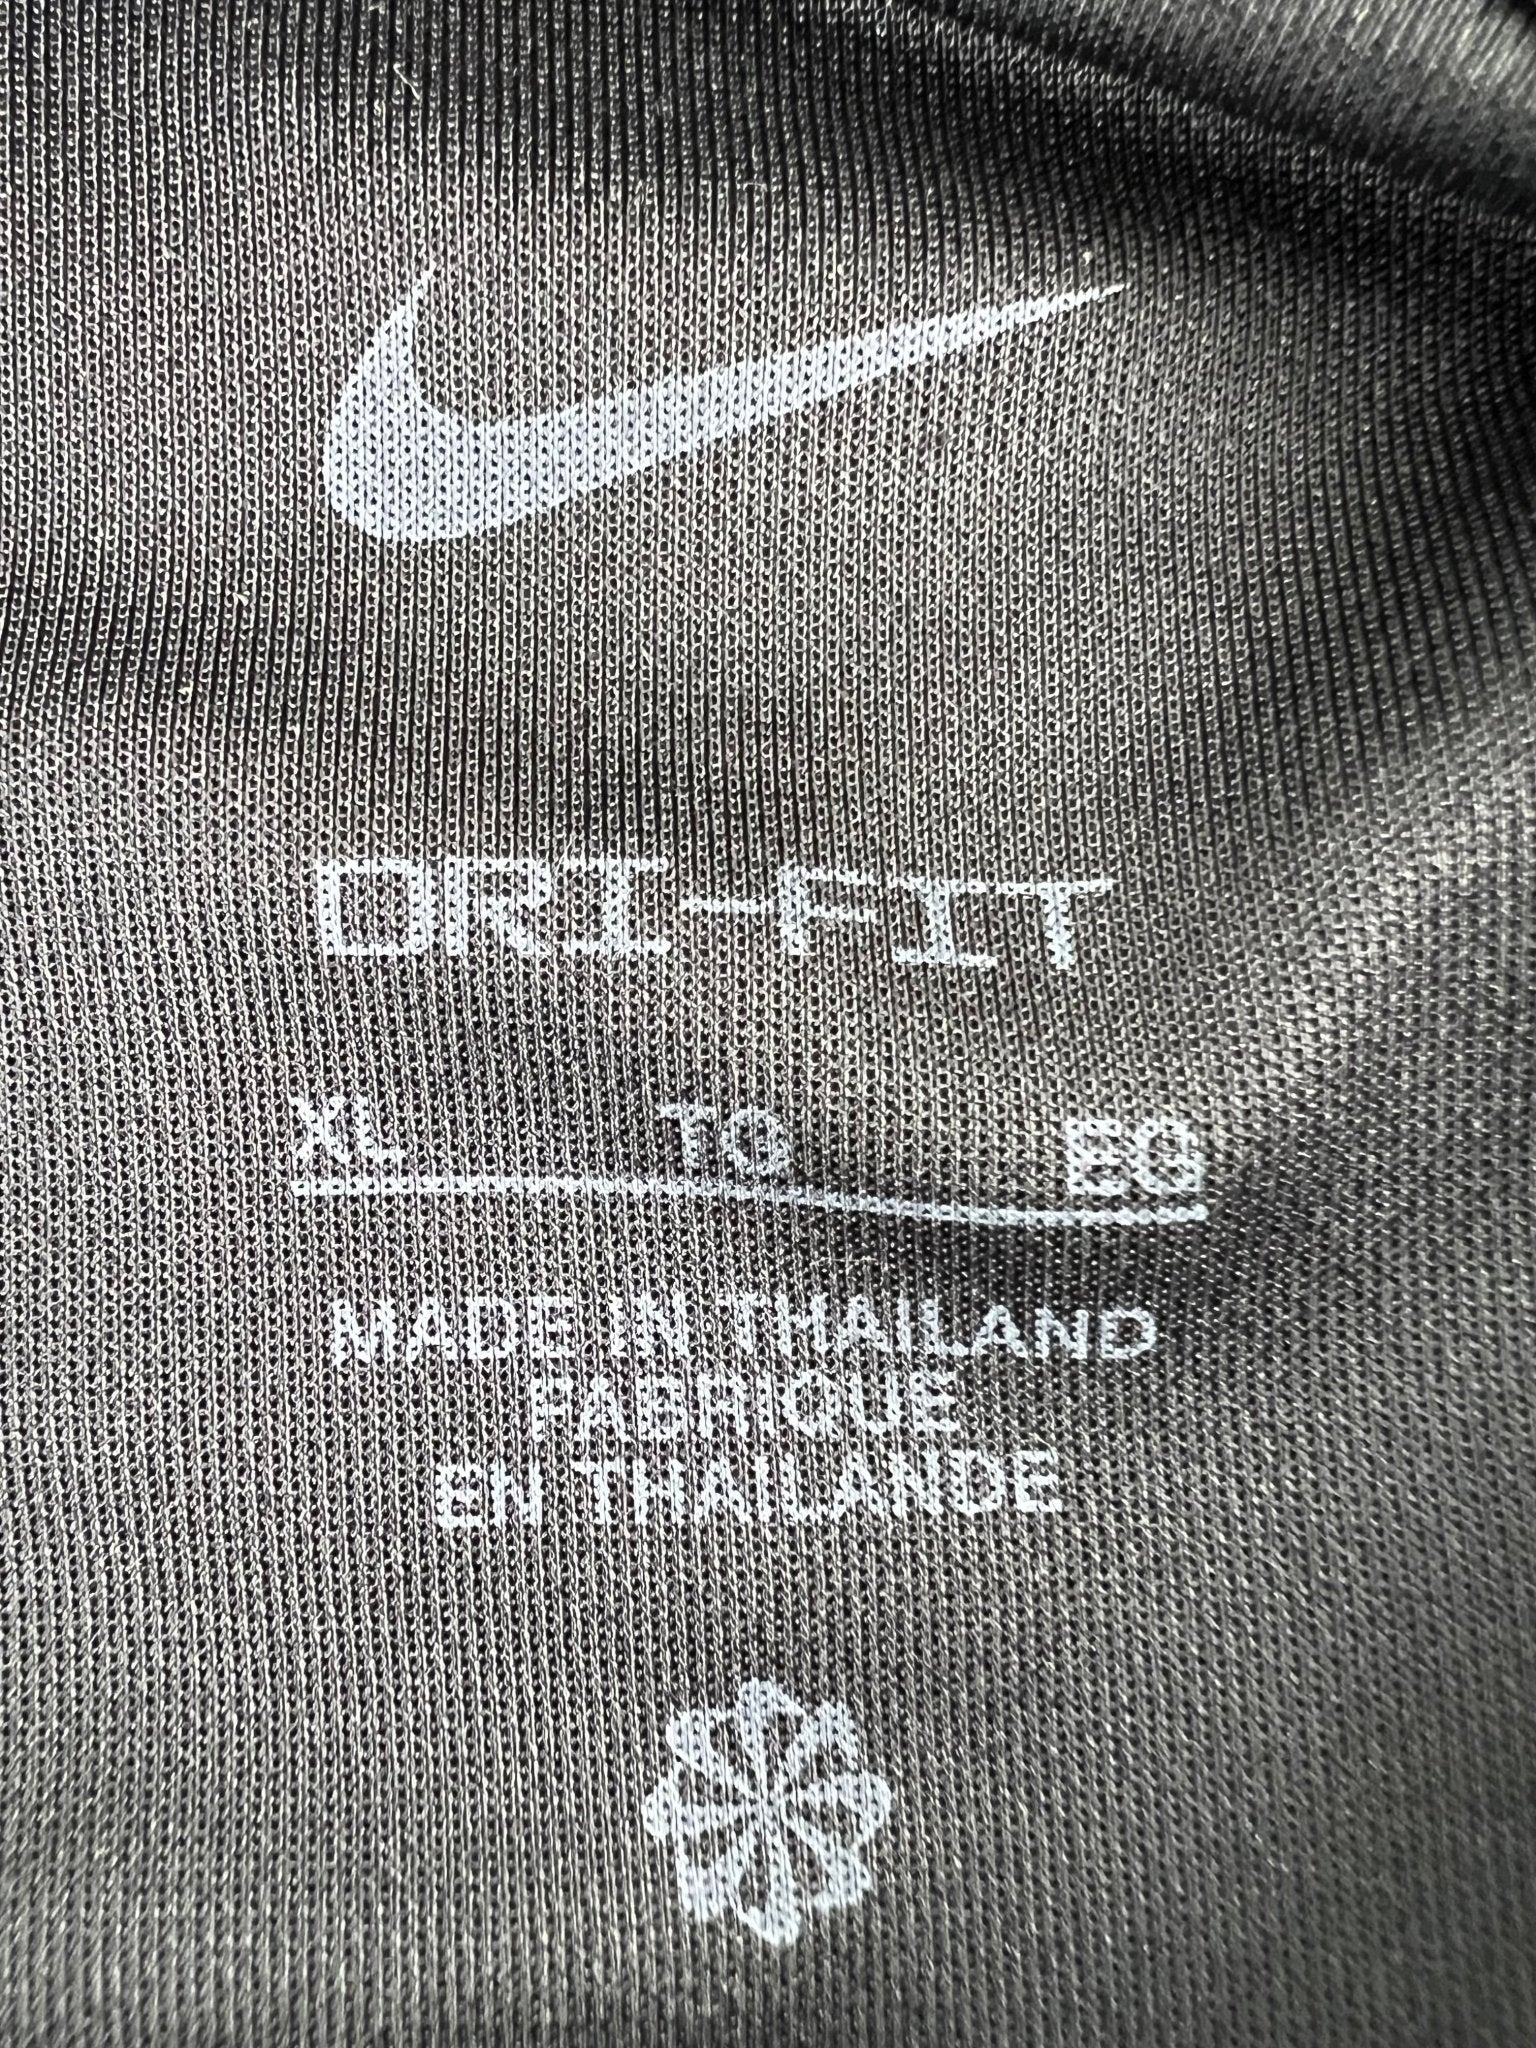 DRI-FIT
XL TG EG
MADE IN THAILAND
FABRIQUE
EN THAILANDE